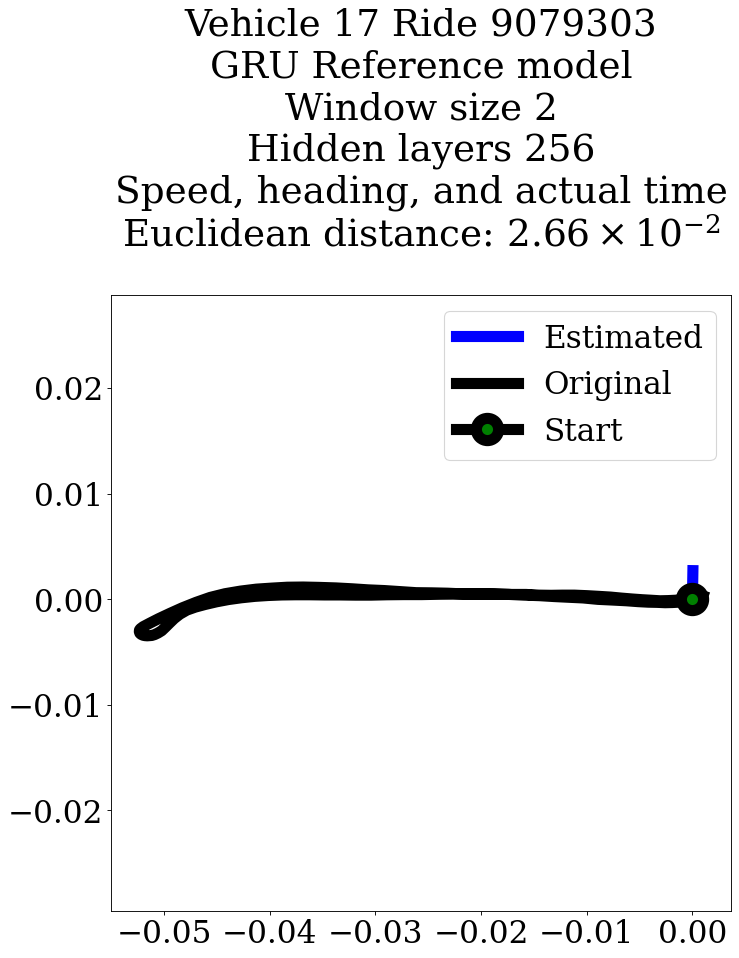 Vehicle 17 Ride 9079303
GRU Reference model
Window size 2
Hidden layers 256
Speed, heading, and actual time
Euclidean distance: 2.66 × 10⁻²
Estimated
Original
Start
0.02
0.01
0.00
−0.01
−0.02
−0.05 −0.04 −0.03 −0.02 −0.01 0.00